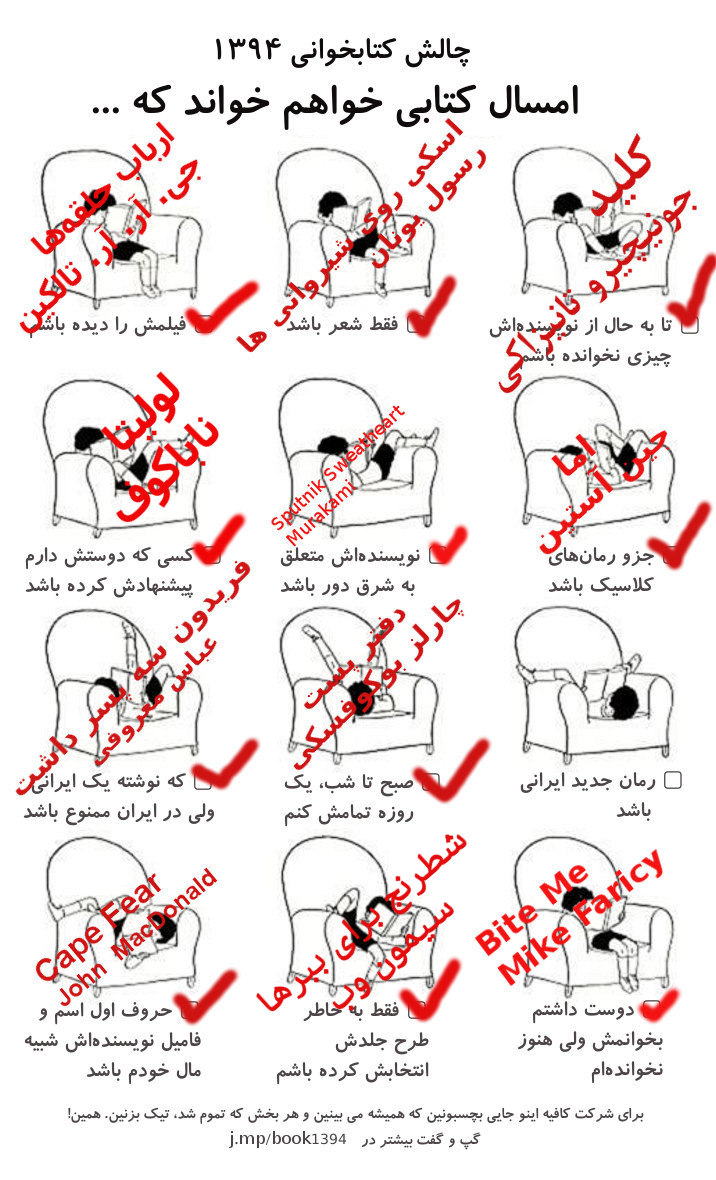 چالش کتابخوانی ۱۳۹۴
امسال کتابی خواهم خواند که ...
کلید
جونیچیرو تانیزاکی
تا به حال از نویسنده‌اش
چیزی نخوانده باشم
اسکی روی شیروانی ها
رسول یونان
فقط شعر باشد
ارباب حلقه‌ها
جی. آر. آر. تالکین
فیلمش را دیده باشم
اما
جین آستین
جزو رمان‌های
کلاسیک باشد
Sputnik Sweatheart
Murakami
نویسنده‌اش متعلق
به شرق دور باشد
لولیتا
ناباکوف
کسی که دوستش دارم
پیشنهادش کرده باشد
رمان جدید ایرانی
باشد
دفتر پست
چارلز بوکوفسکی
صبح تا شب، یک
روزه تمامش کنم
فریدون سه پسر داشت
عباس معروفی
که نوشته یک ایرانی
ولی در ایران ممنوع باشد
Bite Me
Mike Faricy
دوست داشتم
بخوانمش ولی هنوز
نخوانده‌ام
شطرنج برای ببرها
سیمون وب
فقط به خاطر
طرح جلدش
انتخابش کرده باشم
Cape Fear
John MacDonald
حروف اول اسم و
فامیل نویسنده‌اش شبیه
مال خودم باشد
برای شرکت کافیه اینو جایی بچسبونین که همیشه می بینین و هر بخش که تموم شد، تیک بزنین. همین!
گپ و گفت بیشتر در j.mp/book1394